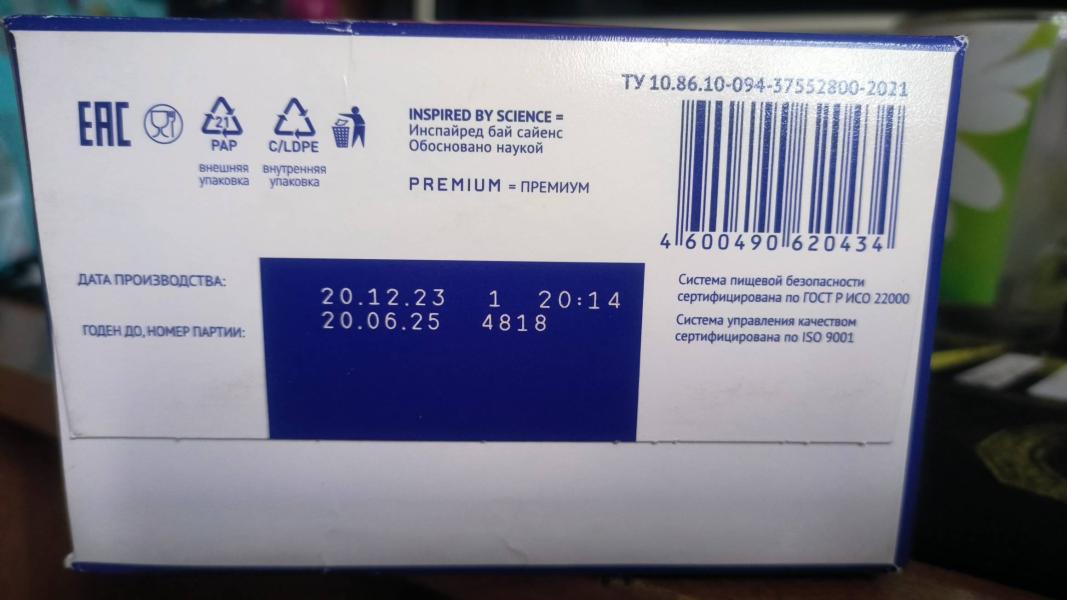 ТУ 10.86.10-094-37552800-2021
EAC
21
PAP
C/LDPE
внешняя
упаковка
внутренняя
упаковка
INSPIRED BY SCIENCE =
Инспайред бай сайенс
Обосновано наукой
PREMIUM = ПРЕМИУМ
4 600490 620434
ДАТА ПРОИЗВОДСТВА:
20.12.23 1 20:14
ГОДЕН ДО, НОМЕР ПАРТИИ:
20.06.25 4818
Система пищевой безопасности
сертифицирована по ГОСТ Р ИСО 22000
Система управления качеством
сертифицирована по ISO 9001